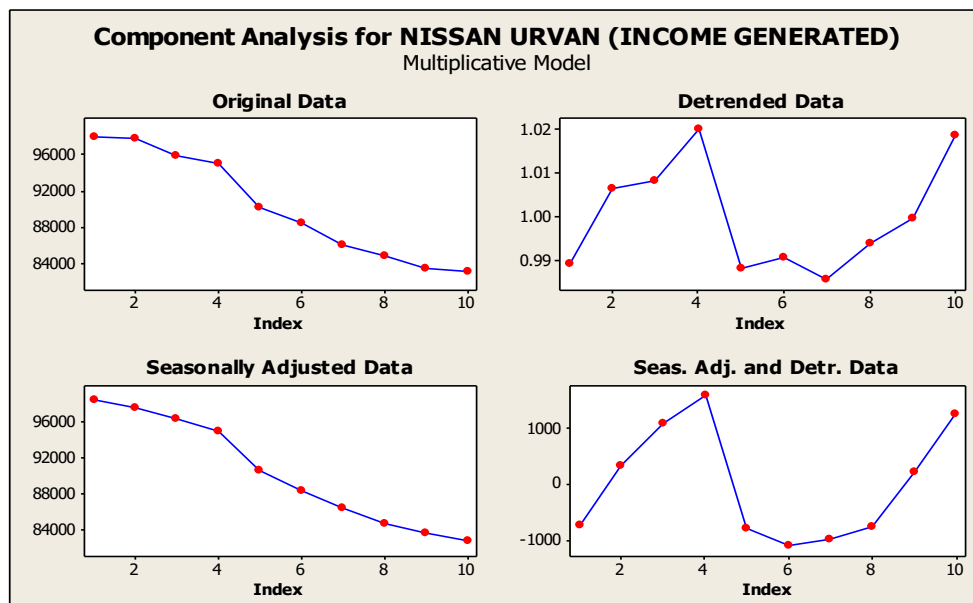 Component Analysis for NISSAN URVAN (INCOME GENERATED)
Multiplicative Model
Original Data
96000
92000
88000
84000
2 4 6 8 10
Index
Detrended Data
1.02
1.01
1.00
0.99
2 4 6 8 10
Index
Seasonally Adjusted Data
96000
92000
88000
84000
2 4 6 8 10
Index
Seas. Adj. and Detr. Data
1000
0
-1000
2 4 6 8 10
Index